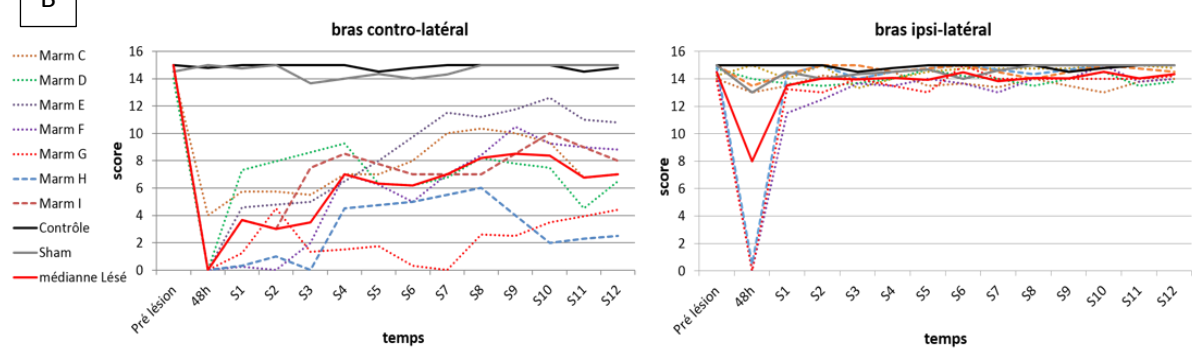 B
bras contro-latéral
Marm C
Marm D
Marm E
Marm F
Marm G
Marm H
Marm I
Contrôle
Sham
médianne Lésé
score
16
14
12
10
8
6
4
2
0
Pré lésion 48h S1 S2 S3 S4 S5 S6 S7 S8 S9 S10 S11 S12
temps
bras ipsi-latéral
score
16
14
12
10
8
6
4
2
0
Pré lésion 48h S1 S2 S3 S4 S5 S6 S7 S8 S9 S10 S11 S12
temps